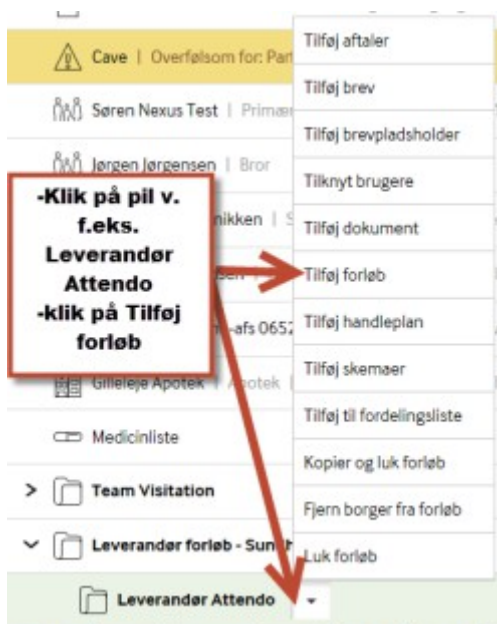 Cave | Overfølsom for: Par
Søren Nexus Test | Primæ
Jørgen Jørgensen | Bror
nikken | S
-afs 0652
Gilleleje Apotek | Apotek |
Medicinliste
Team Visitation
Leverandør forløb - Sun
Leverandør Attendo
-Klik på pil v.
f.eks.
Leverandør
Attendo
-klik på Tilføj
forløb
Tilføj aftaler
Tilføj brev
Tilføj brevpladsholder
Tilknyt brugere
Tilføj dokument
Tilføj forløb
Tilføj handleplan
Tilføj skemaer
Tilføj til fordelingsliste
Kopier og luk forløb
Fjern borger fra forløb
Luk forløb